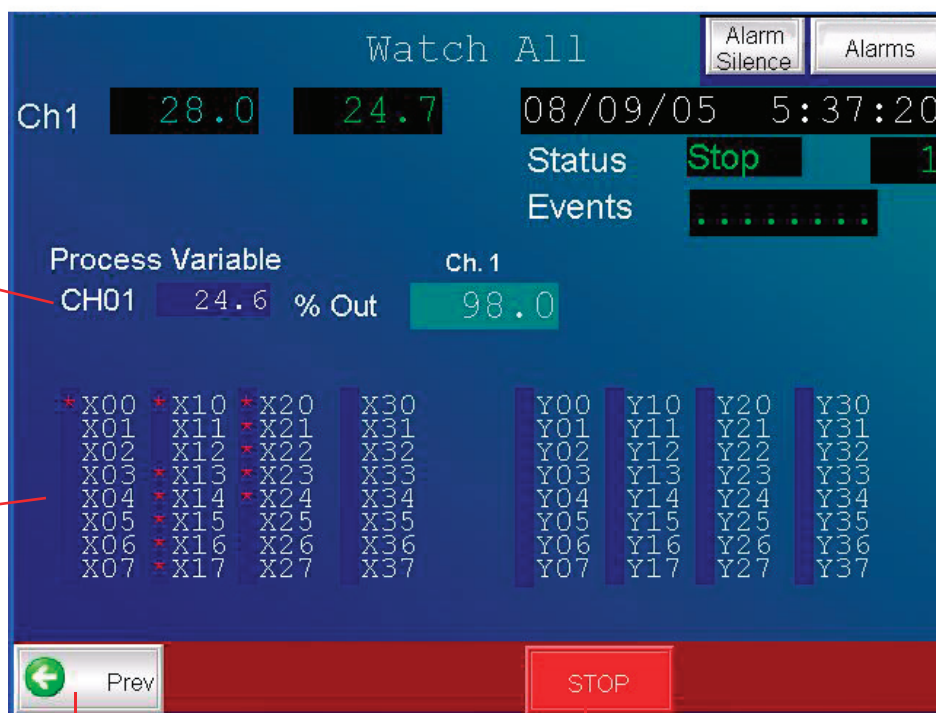 Watch All Alarm Silence Alarms
Ch1 28.0 24.7 08/09/05 5:37:20
Status Stop 1
Events ........
Process Variable Ch. 1
CH01 24.6 % Out 98.0
*X00 *X10 *X20 X30 Y00 Y10 Y20 Y30
X01 X11 *X21 X31 Y01 Y11 Y21 Y31
X02 X12 *X22 X32 Y02 Y12 Y22 Y32
X03 *X13 *X23 X33 Y03 Y13 Y23 Y33
X04 *X14 *X24 X34 Y04 Y14 Y24 Y34
X05 *X15 X25 X35 Y05 Y15 Y25 Y35
X06 *X16 X26 X36 Y06 Y16 Y26 Y36
X07 *X17 X27 X37 Y07 Y17 Y27 Y37
Prev STOP